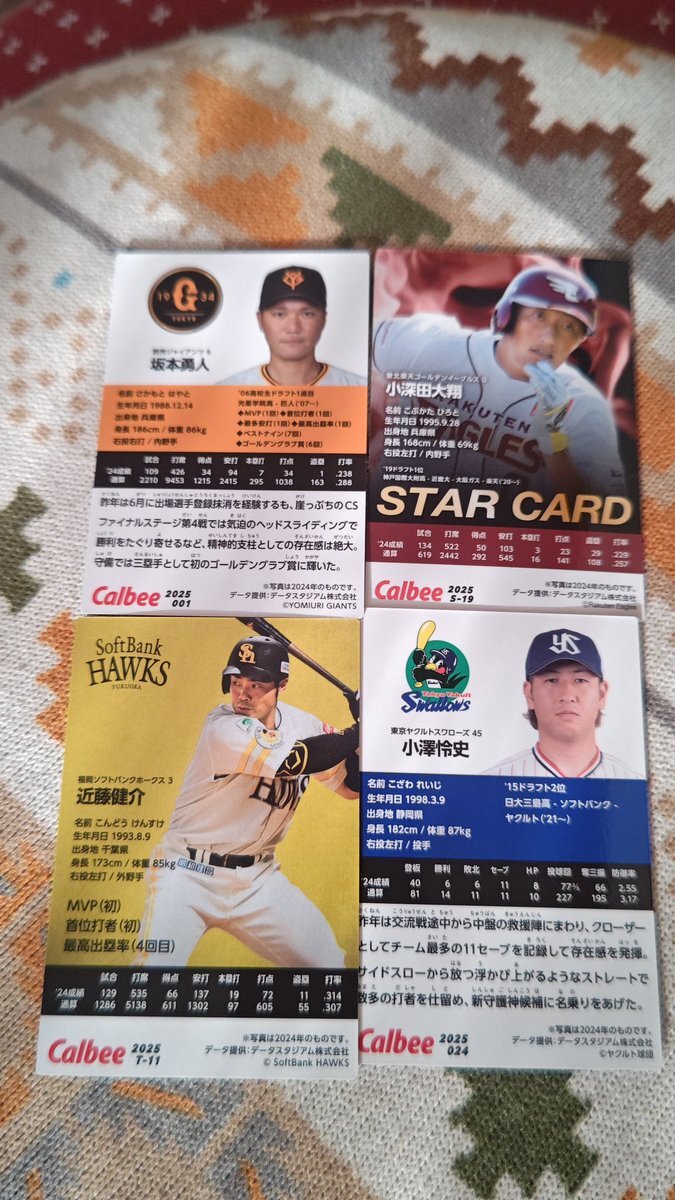 19 G 34
TOKYO
読売ジャイアンツ 6
坂本勇人
名前 さかもと はやと
生年月日 1988.12.14
出身地 兵庫県
身長 186cm / 体重 86kg
右投右打 / 内野手
'06高校生ドラフト1巡目
光星学院高 - 巨人('07〜)
◆MVP(1回)◆首位打者(1回)
◆最多安打(1回)◆最高出塁率(1回)
◆ベストナイン(7回)
◆ゴールデングラブ賞(6回)
試合 打席 得点 安打 本塁打 打点 盗塁 打率
'24成績 109 426 34 94 7 34 1 .238
通算 2210 9453 1215 2415 295 1038 163 .288
昨年は6月に出場選手登録抹消を経験するも、崖っぷちのCS
ファイナルステージ第4戦では気迫のヘッドスライディングで
勝利をたぐり寄せるなど、精神的支柱としての存在感は絶大。
守備では三塁手として初のゴールデングラブ賞に輝いた。
Calbee 2025 001
※写真は2024年のものです。
データ提供:データスタジアム株式会社
©YOMIURI GIANTS
東北楽天ゴールデンイーグルス 0
小深田大翔
名前 こぶかた ひろと
生年月日 1995.9.28
出身地 兵庫県
身長 168cm / 体重 69kg
右投左打 / 内野手
'19ドラフト1位
神戸国際大附高 - 近畿大 - 大阪ガス - 楽天('20〜)
STAR CARD
試合 打席 得点 安打 本塁打 打点 盗塁 打率
'24成績 134 522 50 103 3 23 29 .229
通算 619 2442 292 545 16 141 108 .257
Calbee 2025 S-19
※写真は2024年のものです。
データ提供:データスタジアム株式会社
©Rakuten Eagles
SoftBank
HAWKS
FUKUOKA
福岡ソフトバンクホークス 3
近藤健介
名前 こんどう けんすけ
生年月日 1993.8.9
出身地 千葉県
身長 173cm / 体重 85kg
右投左打 / 外野手
MVP(初)
首位打者(初)
最高出塁率(4回目)
試合 打席 得点 安打 本塁打 打点 盗塁 打率
'24成績 129 535 66 137 19 72 11 .314
通算 1286 5138 611 1302 97 605 55 .307
Calbee 2025 T-11
※写真は2024年のものです。
データ提供:データスタジアム株式会社
© SoftBank HAWKS
Tokyo Yakult
Swallows
東京ヤクルトスワローズ 45
小澤怜史
名前 こざわ れいじ
生年月日 1998.3.9
出身地 静岡県
身長 182cm / 体重 87kg
右投左打 / 投手
'15ドラフト2位
日大三島高 - ソフトバンク -
ヤクルト('21〜)
登板 勝利 敗北 セーブ HP 投球回 奪三振 防御率
'24成績 40 6 6 11 8 77⅔ 66 2.55
通算 81 14 11 11 10 227 195 3.17
昨年は交流戦途中から中盤の救援陣にまわり、クローザー
としてチーム最多の11セーブを記録して存在感を発揮。
サイドスローから放つ浮かび上がるようなストレートで
数多の打者を仕留め、新守護神候補に名乗りをあげた。
Calbee 2025 024
※写真は2024年のものです。
データ提供:データスタジアム株式会社
©ヤクルト球団